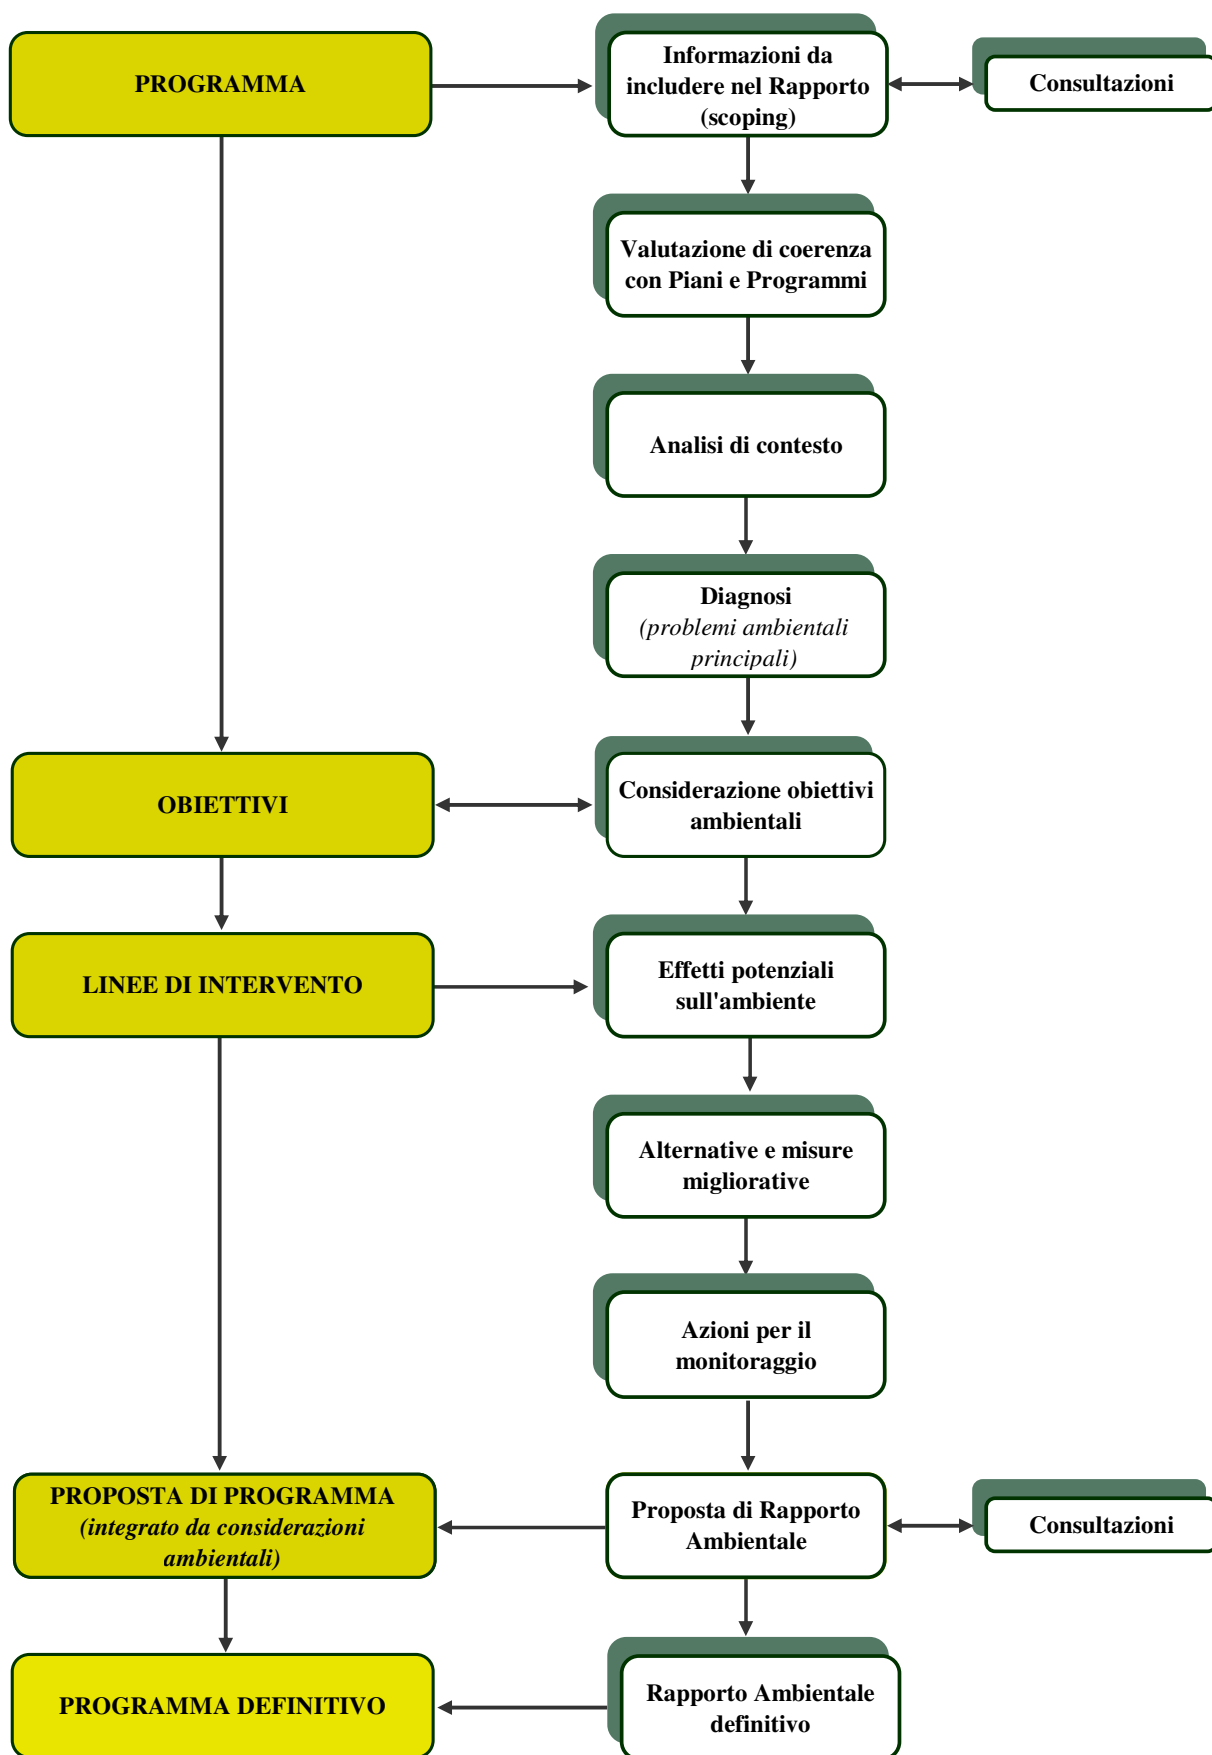 PROGRAMMA
Informazioni da
includere nel Rapporto
(scoping)
Consultazioni
Valutazione di coerenza
con Piani e Programmi
Analisi di contesto
Diagnosi
(problemi ambientali
principali)
OBIETTIVI
Considerazione obiettivi
ambientali
LINEE DI INTERVENTO
Effetti potenziali
sull'ambiente
Alternative e misure
migliorative
Azioni per il
monitoraggio
PROPOSTA DI PROGRAMMA
(integrato da considerazioni
ambientali)
Proposta di Rapporto
Ambientale
Consultazioni
PROGRAMMA DEFINITIVO
Rapporto Ambientale
definitivo